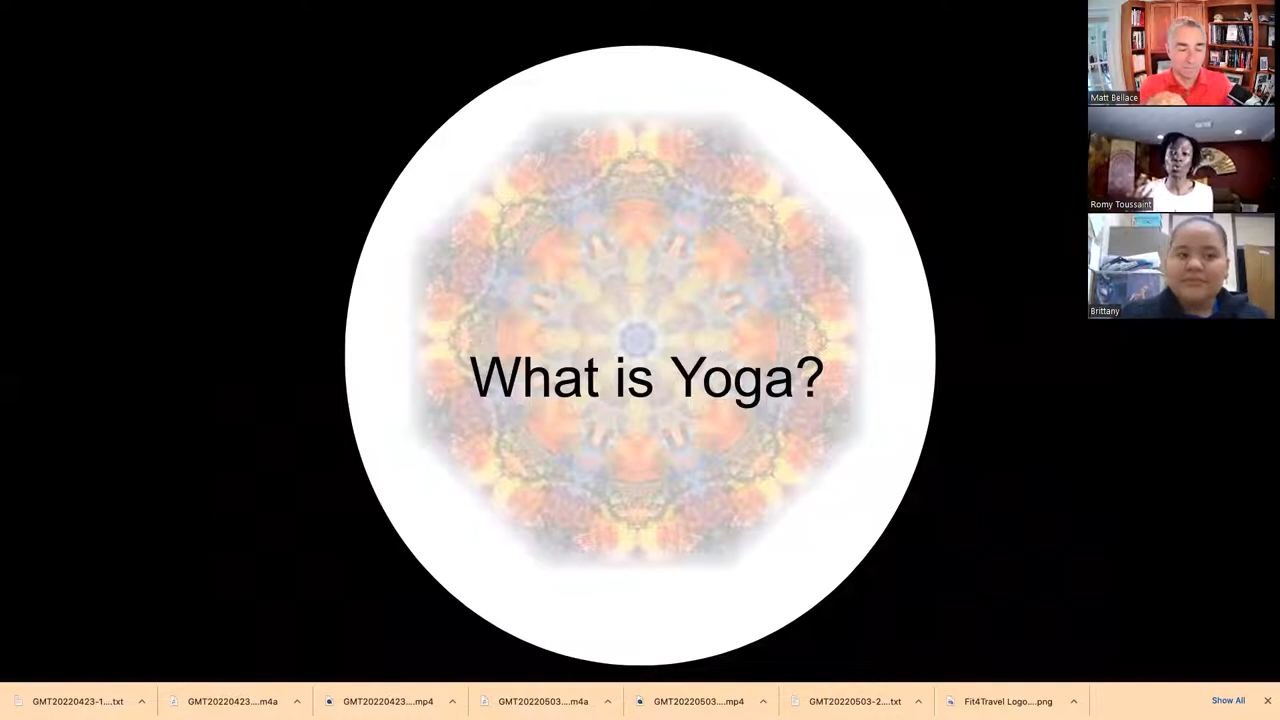 Matt Bellace
Romy Toussaint
Brittany
What is Yoga?
GMT20220423-1....txt
GMT20220423....m4a
GMT20220423....mp4
GMT20220503....m4a
GMT20220503....mp4
GMT20220503-2....txt
Fit4Travel Logo....png
Show All